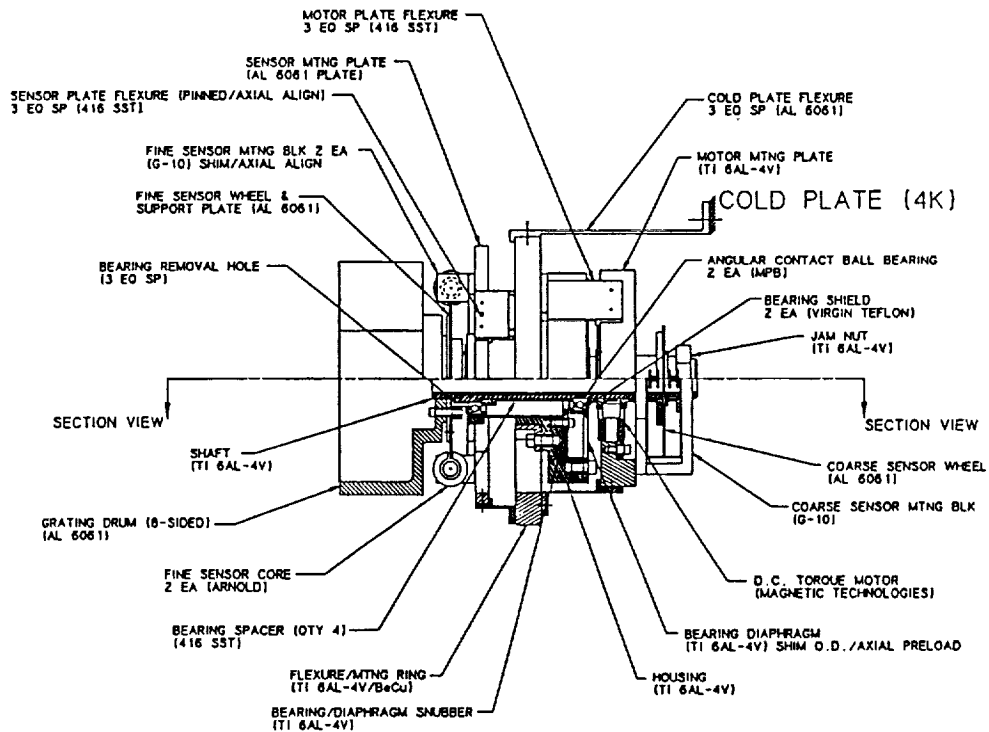 MOTOR PLATE FLEXURE
3 EQ SP (416 SST)
SENSOR MTNG PLATE
(AL 6061 PLATE)
SENSOR PLATE FLEXURE (PINNED/AXIAL ALIGN)
3 EQ SP (416 SST)
FINE SENSOR MTNG BLK 2 EA
(G-10) SHIM/AXIAL ALIGN
FINE SENSOR WHEEL &
SUPPORT PLATE (AL 6061)
BEARING REMOVAL HOLE
(3 EQ SP)
COLD PLATE FLEXURE
3 EQ SP (AL 6061)
MOTOR MTNG PLATE
(TI 6AL-4V)
COLD PLATE (4K)
ANGULAR CONTACT BALL BEARING
2 EA (MPB)
BEARING SHIELD
2 EA (VIRGIN TEFLON)
JAM NUT
(TI 6AL-4V)
SECTION VIEW
SECTION VIEW
SHAFT
(TI 6AL-4V)
GRATING DRUM (8-SIDED)
(AL 6061)
FINE SENSOR CORE
2 EA (ARNOLD)
BEARING SPACER (QTY 4)
(416 SST)
FLEXURE/MTNG RING
(TI 6AL-4V/BeCu)
BEARING/DIAPHRAGM SNUBBER
(TI 6AL-4V)
COARSE SENSOR WHEEL
(AL 6061)
COARSE SENSOR MTNG BLK
(G-10)
D.C. TORQUE MOTOR
(MAGNETIC TECHNOLOGIES)
BEARING DIAPHRAGM
(TI 6AL-4V) SHIM O.D./AXIAL PRELOAD
HOUSING
(TI 6AL-4V)